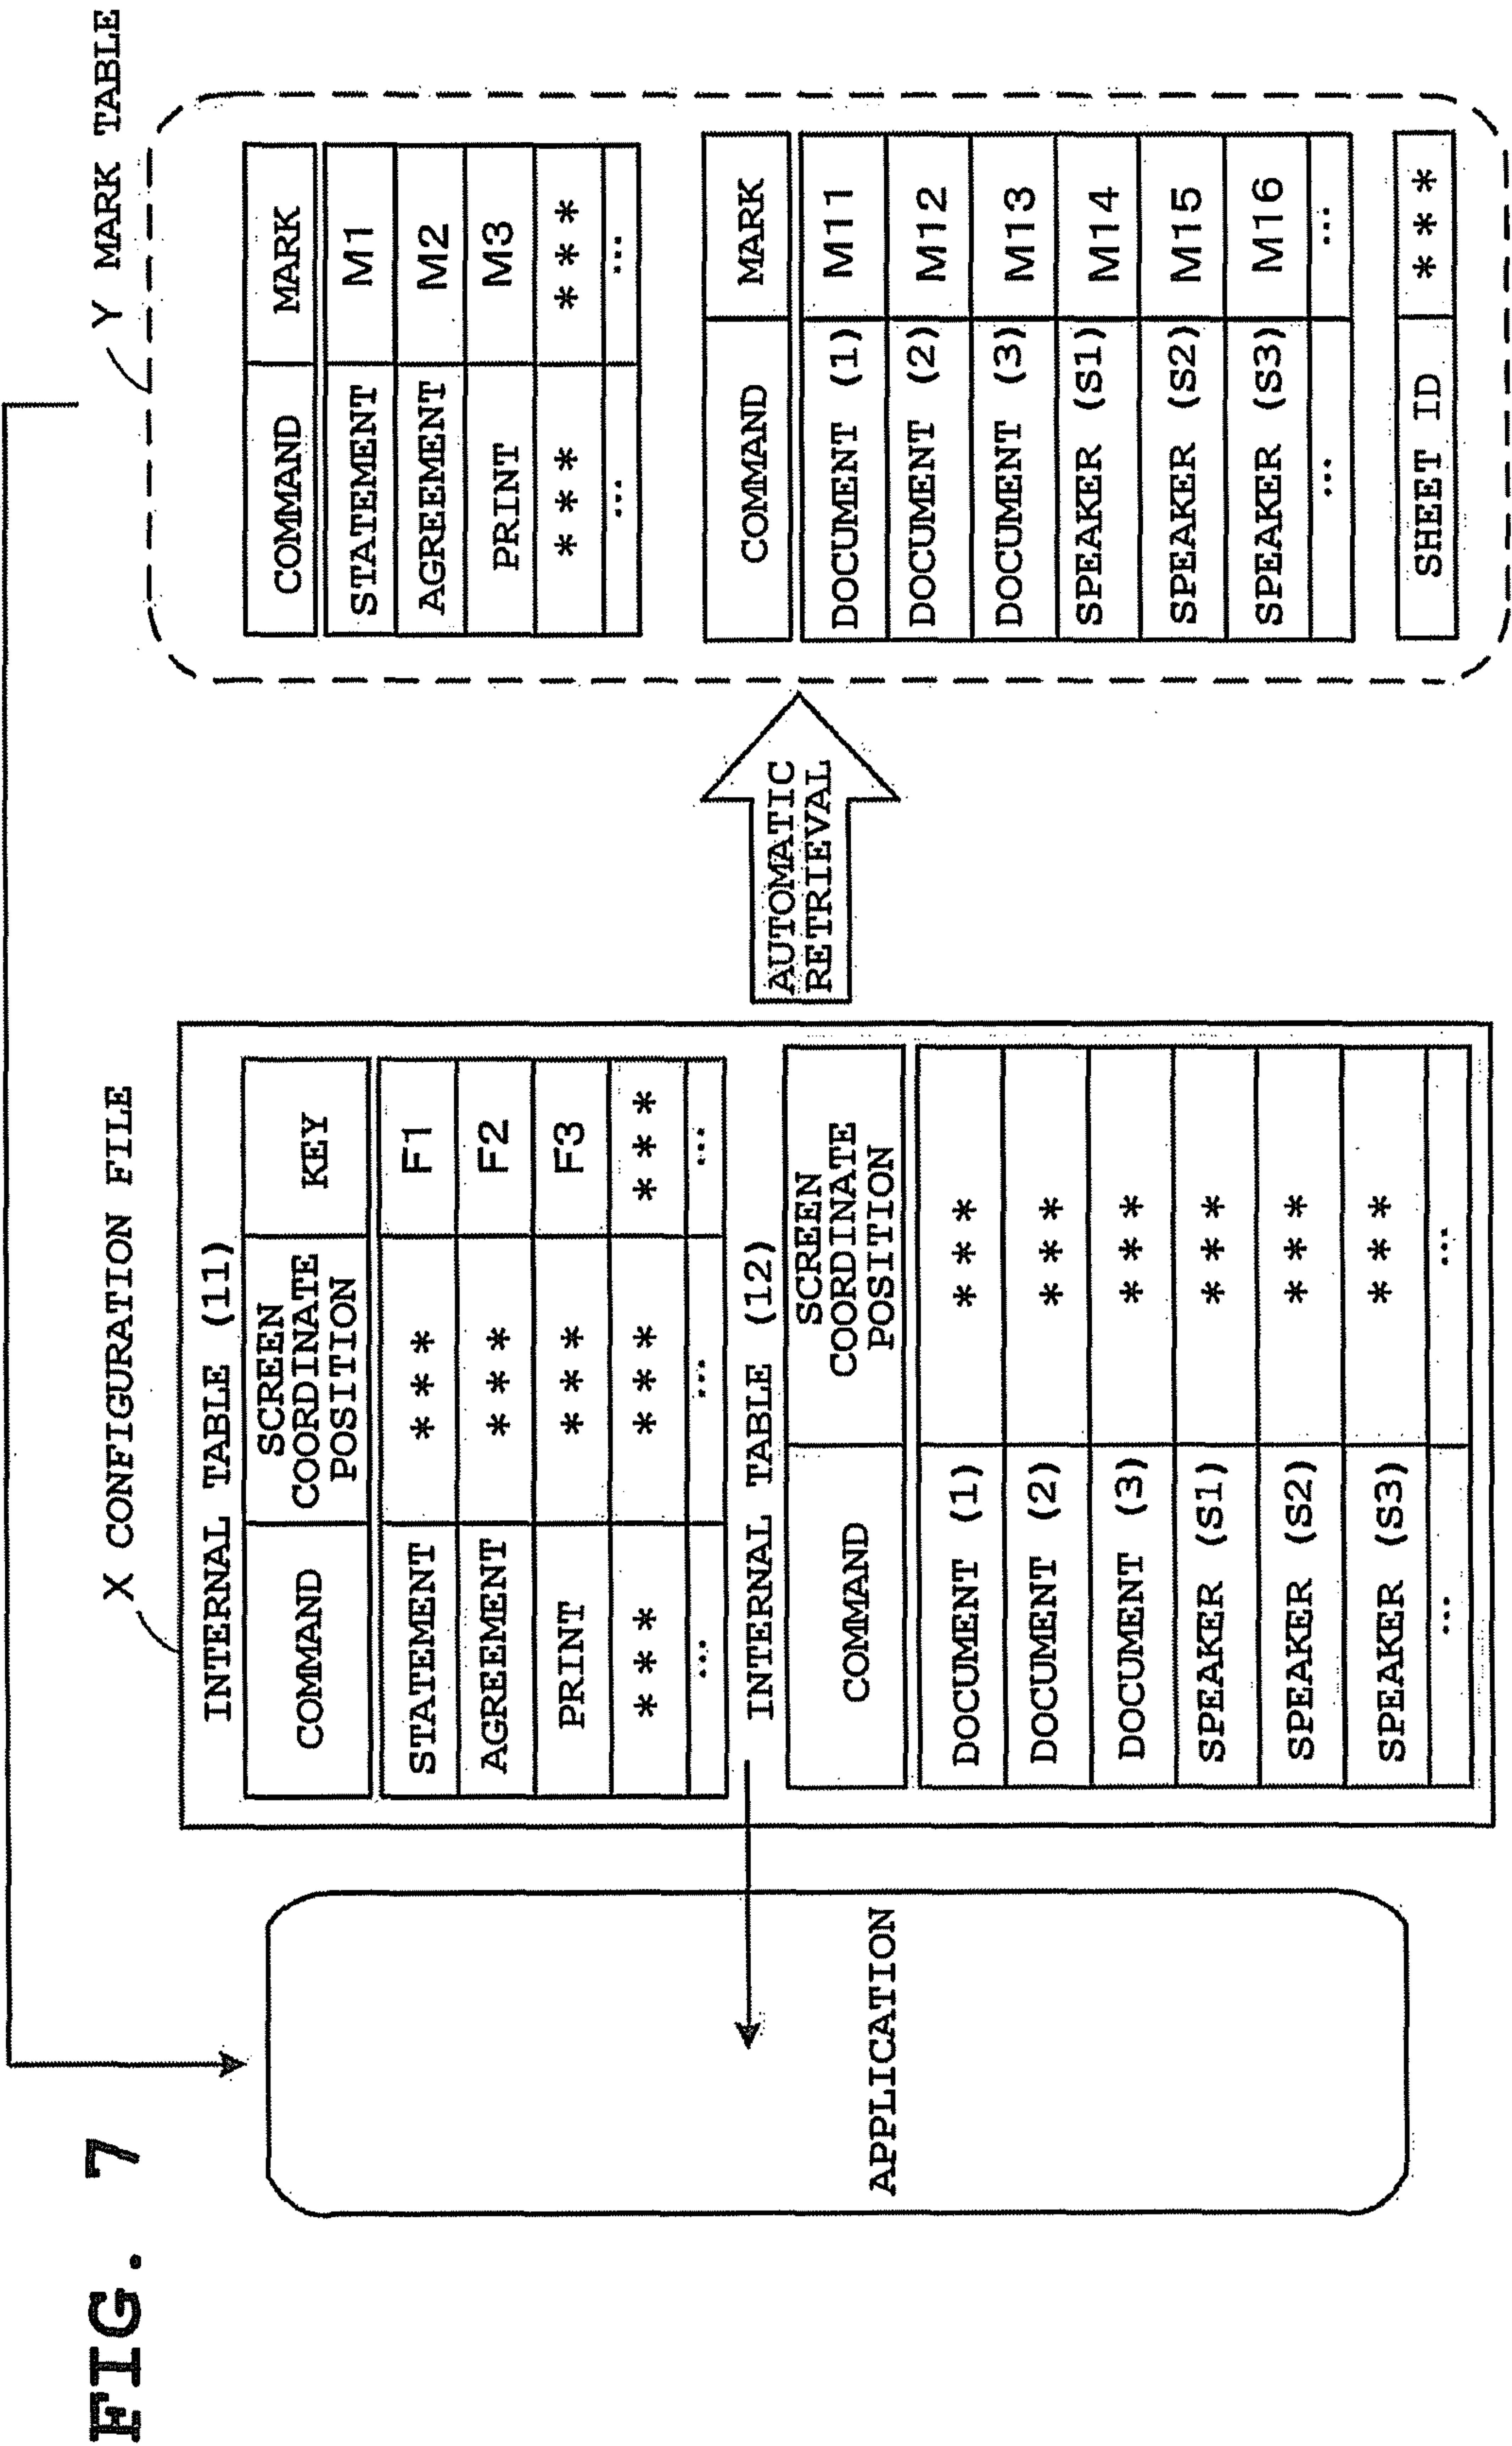 FIG. 7
X CONFIGURATION FILE
Y MARK TABLE
APPLICATION
INTERNAL TABLE (11)
COMMAND SCREEN COORDINATE POSITION KEY
STATEMENT * * * F1
AGREEMENT * * * F2
PRINT * * * F3
* * * * * * * * *
... ... ...
INTERNAL TABLE (12)
COMMAND SCREEN COORDINATE POSITION
DOCUMENT (1) * * *
DOCUMENT (2) * * *
DOCUMENT (3) * * *
SPEAKER (S1) * * *
SPEAKER (S2) * * *
SPEAKER (S3) * * *
... ...
AUTOMATIC
RETRIEVAL
COMMAND MARK
STATEMENT M1
AGREEMENT M2
PRINT M3
* * * * * *
... ...
COMMAND MARK
DOCUMENT (1) M11
DOCUMENT (2) M12
DOCUMENT (3) M13
SPEAKER (S1) M14
SPEAKER (S2) M15
SPEAKER (S3) M16
... ...
SHEET ID * * *